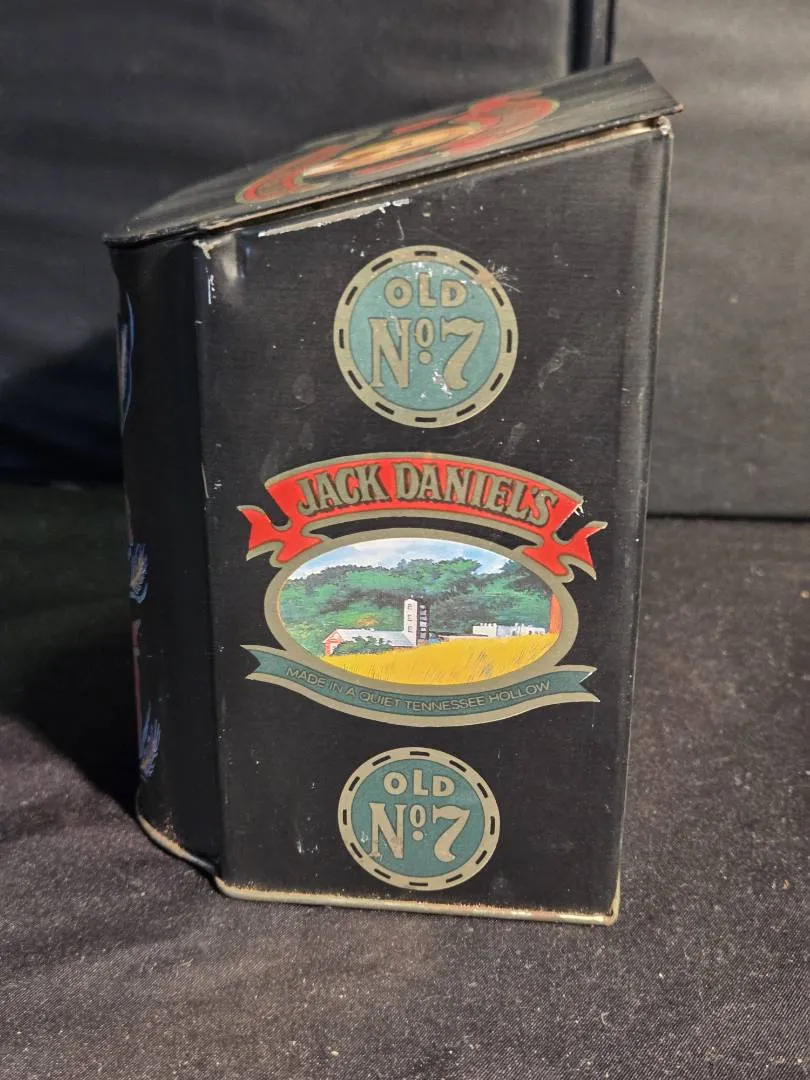 OLD
Nº7
JACK DANIEL'S
MADE IN A QUIET TENNESSEE HOLLOW
OLD
Nº7